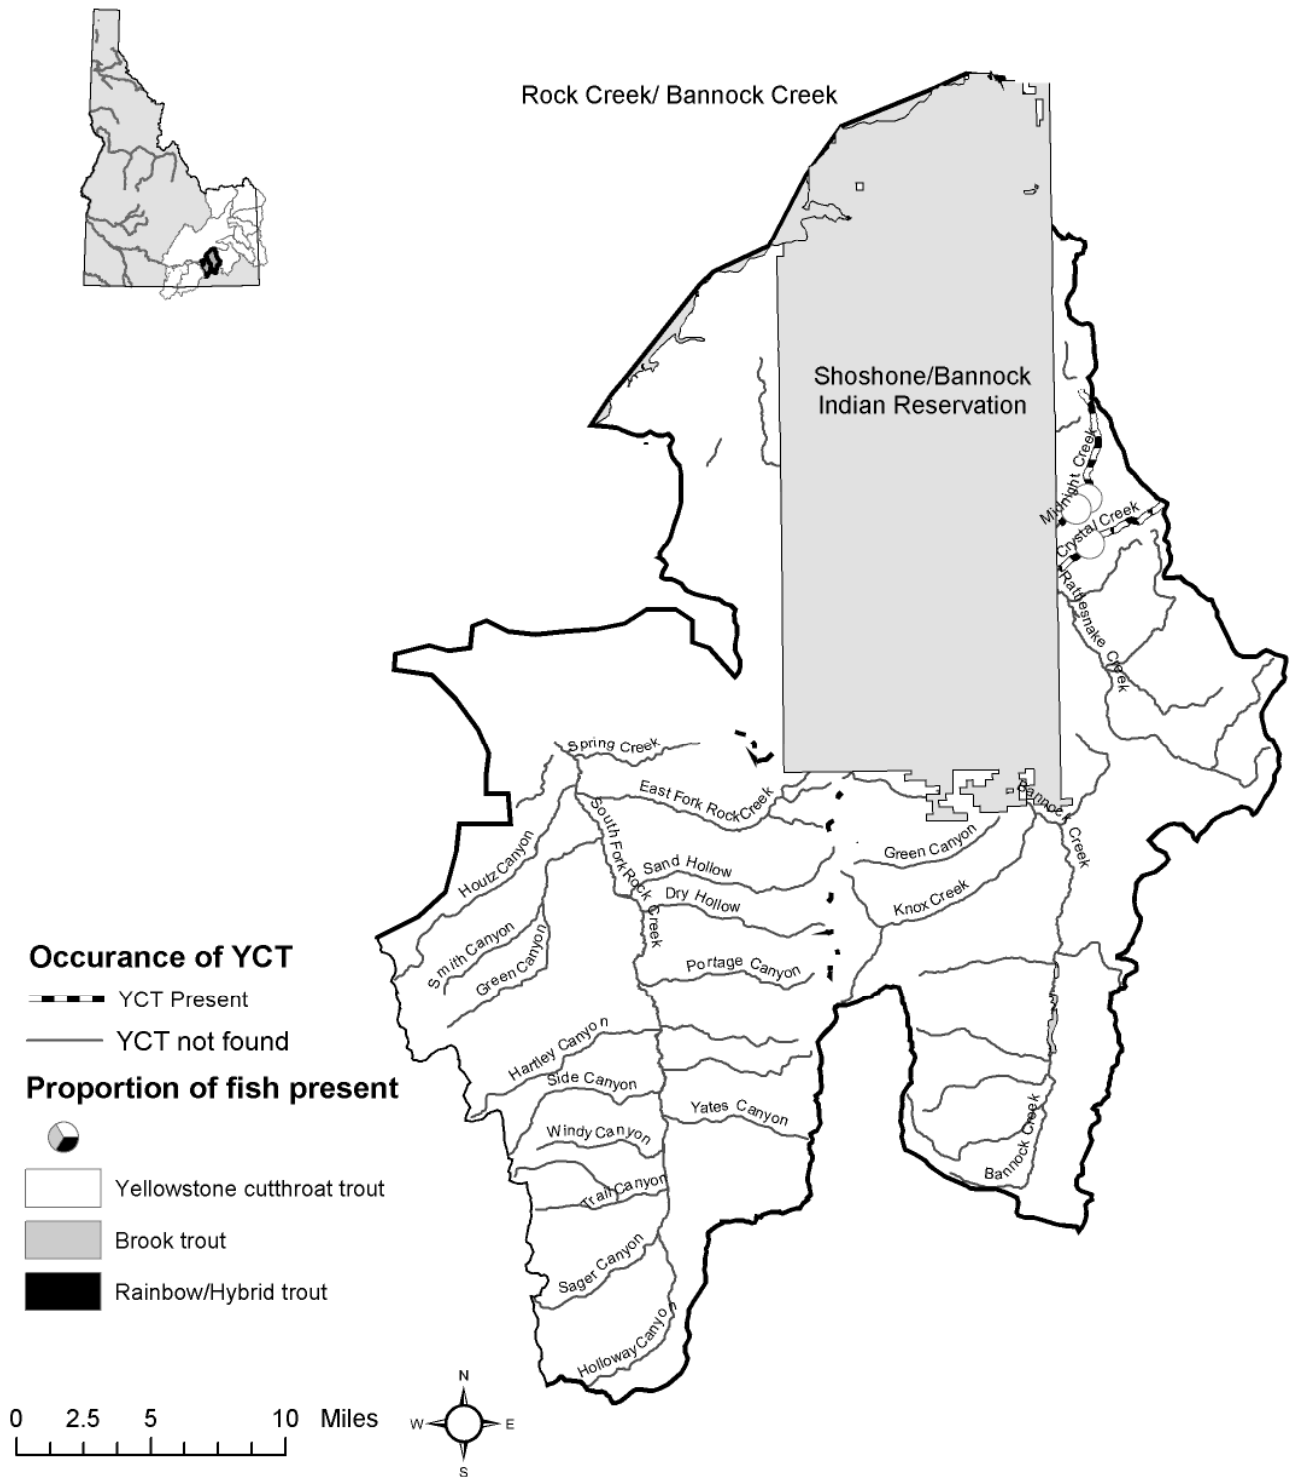 Rock Creek/ Bannock Creek
Shoshone/Bannock
Indian Reservation
Midnight Creek
Crystal Creek
Rattlesnake Creek
Spring Creek
East Fork Rock Creek
South Fork Rock Creek
Bannock Creek
Houtz Canyon
Sand Hollow
Green Canyon
Dry Hollow
Knox Creek
Smith Canyon
Green Canyon
Portage Canyon
Hartley Canyon
Side Canyon
Yates Canyon
Windy Canyon
Bannock Creek
Trail Canyon
Sager Canyon
Holloway Canyon
Occurance of YCT
YCT Present
YCT not found
Proportion of fish present
Yellowstone cutthroat trout
Brook trout
Rainbow/Hybrid trout
0 2.5 5 10 Miles
N
W E
S